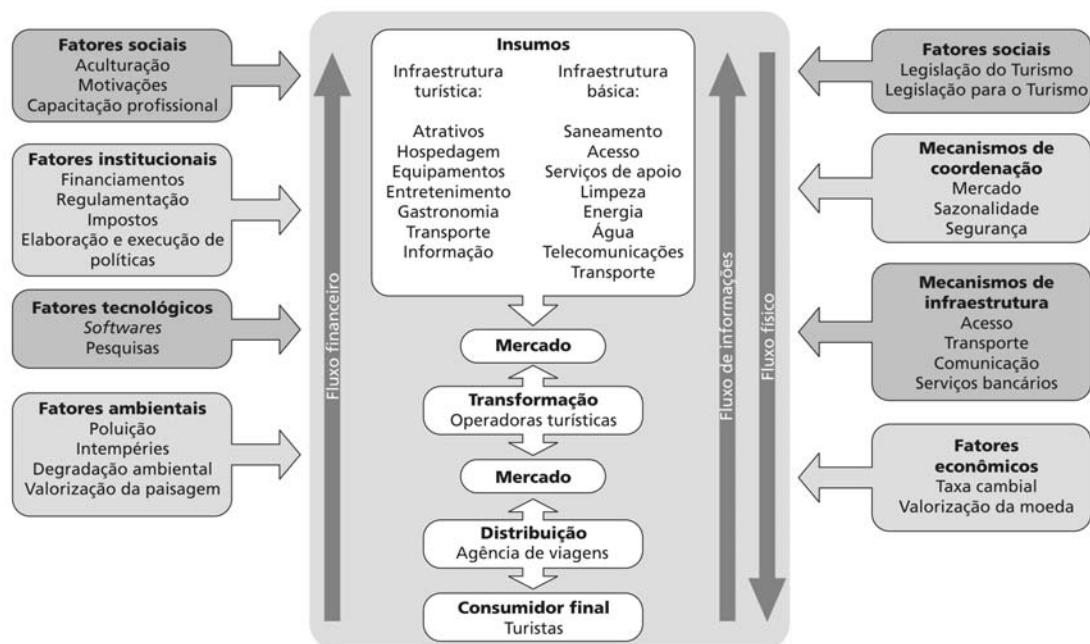 Fatores sociais
Aculturação
Motivações
Capacitação profissional
Fatores institucionais
Financiamentos
Regulamentação
Impostos
Elaboração e execução de
políticas
Fatores tecnológicos
Softwares
Pesquisas
Fatores ambientais
Poluição
Intempéries
Degradação ambiental
Valorização da paisagem
Fluxo financeiro
Insumos
Infraestrutura
turística:
Atrativos
Hospedagem
Equipamentos
Entretenimento
Gastronomia
Transporte
Informação
Infraestrutura
básica:
Saneamento
Acesso
Serviços de apoio
Limpeza
Energia
Água
Telecomunicações
Transporte
Mercado
Transformação
Operadoras turísticas
Mercado
Distribuição
Agência de viagens
Consumidor final
Turistas
Fluxo de informações
Fluxo físico
Fatores sociais
Legislação do Turismo
Legislação para o Turismo
Mecanismos de
coordenação
Mercado
Sazonalidade
Segurança
Mecanismos de
infraestrutura
Acesso
Transporte
Comunicação
Serviços bancários
Fatores
econômicos
Taxa cambial
Valorização da moeda